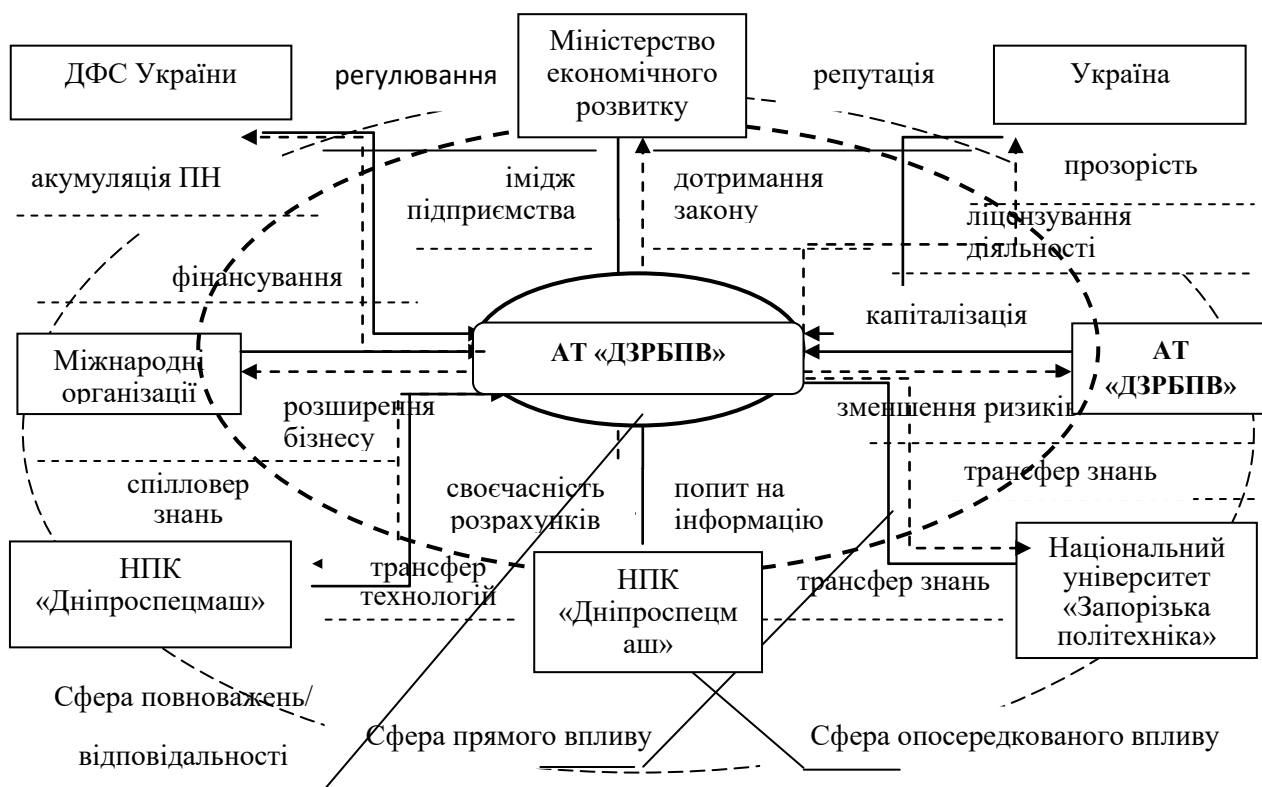 ДФС України
регулювання
Міністерство
економічного
розвитку
репутація
Україна
акумуляція ПН
імідж
підприємства
дотримання
закону
прозорість
ліцензування
діяльності
фінансування
капіталізація
Міжнародні
організації
АТ «ДЗРБПВ»
АТ
«ДЗРБПВ»
розширення
бізнесу
зменшення ризиків
спілловер
знань
своєчасність
розрахунків
попит на
інформацію
трансфер знань
НПК
«Дніпроспецмаш»
трансфер
технологій
НПК
«Дніпроспецм
аш»
трансфер знань
Національний
університет
«Запорізька
політехніка»
Сфера повноважень/
відповідальності
Сфера прямого впливу
Сфера опосередкованого впливу